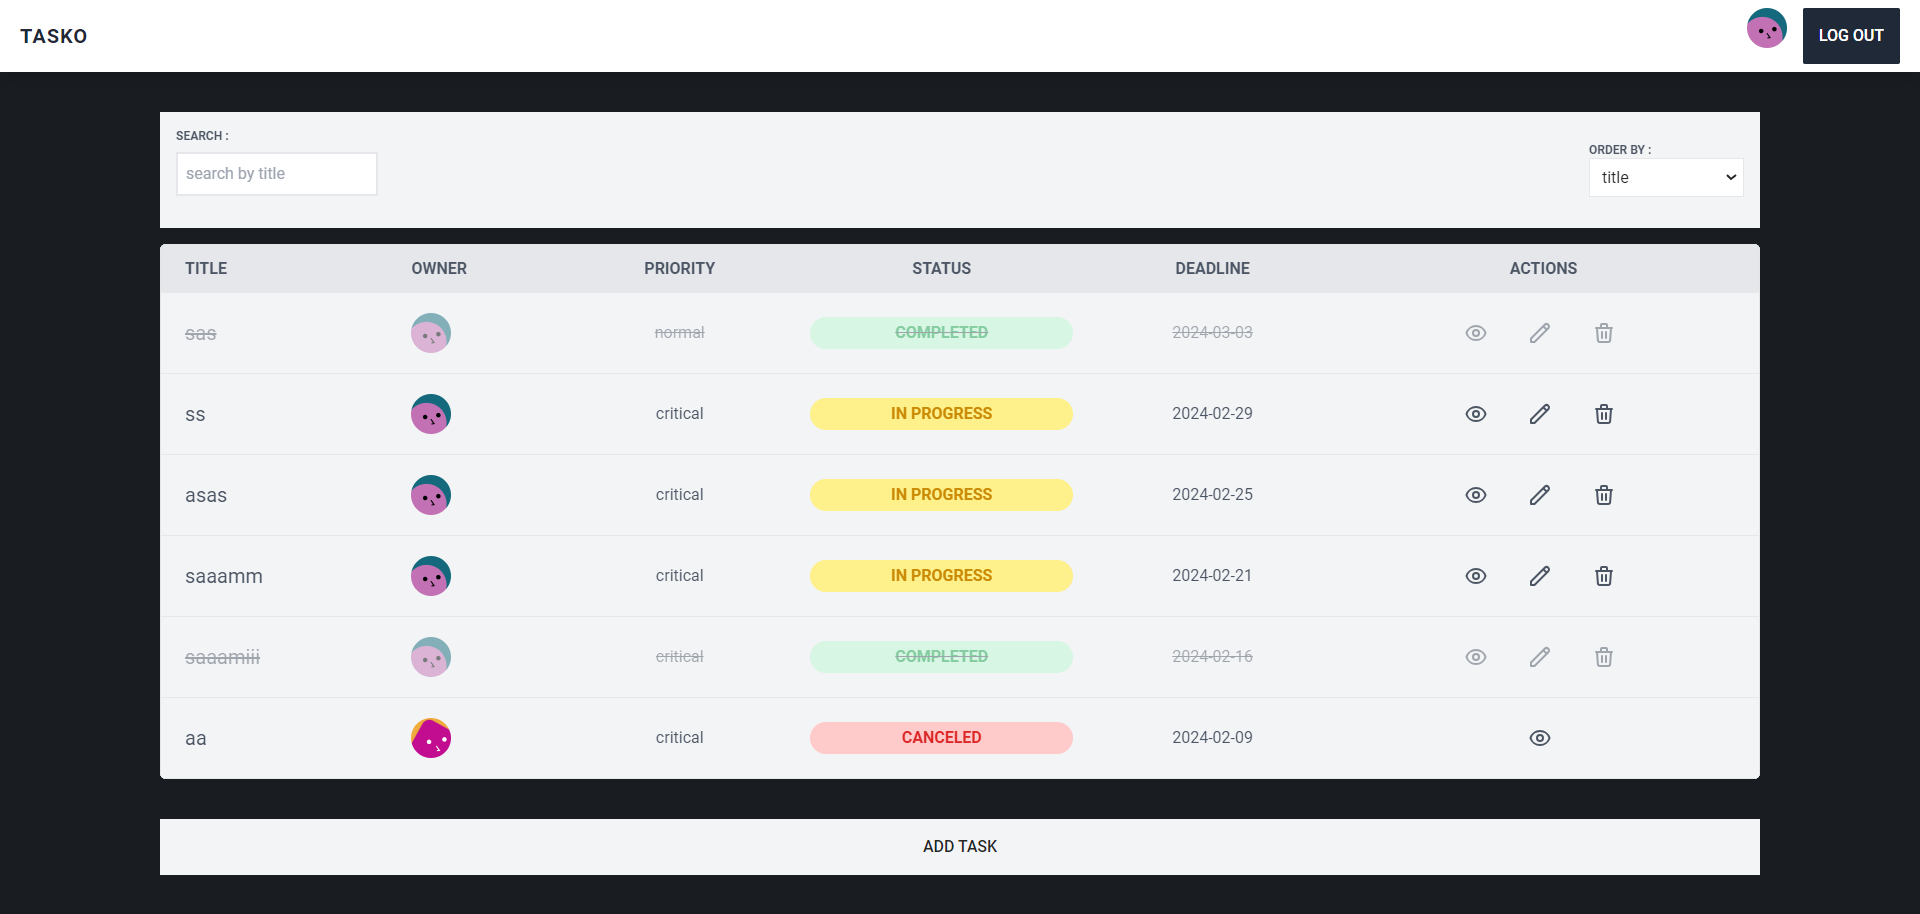 TASKO
LOG OUT
SEARCH :
search by title
ORDER BY :
title
TITLE OWNER PRIORITY STATUS DEADLINE ACTIONS
sas normal COMPLETED 2024-03-03
ss critical IN PROGRESS 2024-02-29
asas critical IN PROGRESS 2024-02-25
saaamm critical IN PROGRESS 2024-02-21
saaamiii critical COMPLETED 2024-02-16
aa critical CANCELED 2024-02-09
ADD TASK